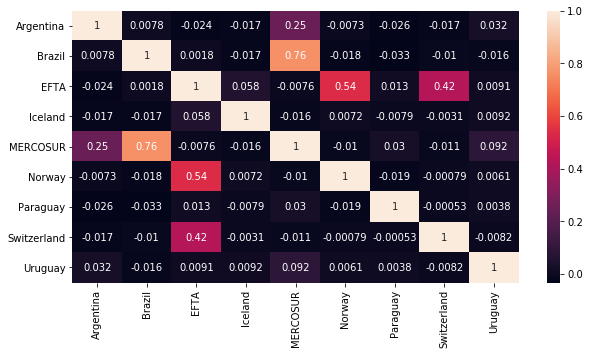 Argentina 1 0.0078 -0.024 -0.017 0.25 -0.0073 -0.026 -0.017 0.032
Brazil 0.0078 1 0.0018 -0.017 0.76 -0.018 -0.033 -0.01 -0.016
EFTA -0.024 0.0018 1 0.058 -0.0076 0.54 0.013 0.42 0.0091
Iceland -0.017 -0.017 0.058 1 -0.016 0.0072 -0.0079 -0.0031 0.0092
MERCOSUR 0.25 0.76 -0.0076 -0.016 1 -0.01 0.03 -0.011 0.092
Norway -0.0073 -0.018 0.54 0.0072 -0.01 1 -0.019 -0.00079 0.0061
Paraguay -0.026 -0.033 0.013 -0.0079 0.03 -0.019 1 -0.00053 0.0038
Switzerland -0.017 -0.01 0.42 -0.0031 -0.011 -0.00079 -0.00053 1 -0.0082
Uruguay 0.032 -0.016 0.0091 0.0092 0.092 0.0061 0.0038 -0.0082 1
Argentina
Brazil
EFTA
Iceland
MERCOSUR
Norway
Paraguay
Switzerland
Uruguay
1.0
0.8
0.6
0.4
0.2
0.0